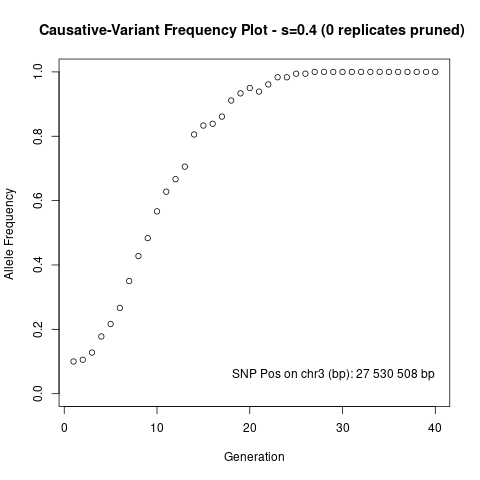 Causative-Variant Frequency Plot - s=0.4 (0 replicates pruned)
Allele Frequency
1.0
0.8
0.6
0.4
0.2
0.0
SNP Pos on chr3 (bp): 27 530 508 bp
0 10 20 30 40
Generation